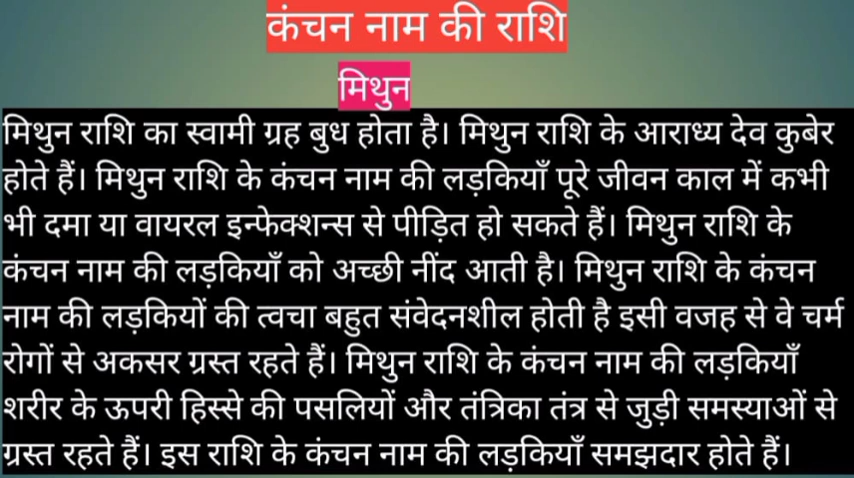 कंचन नाम की राशि
मिथुन
मिथुन राशि का स्वामी ग्रह बुध होता है। मिथुन राशि के आराध्य देव कुबेर
होते हैं। मिथुन राशि के कंचन नाम की लड़कियाँ पूरे जीवन काल में कभी
भी दमा या वायरल इन्फेक्शन्स से पीड़ित हो सकते हैं। मिथुन राशि के
कंचन नाम की लड़कियाँ को अच्छी नींद आती है। मिथुन राशि के कंचन
नाम की लड़कियों की त्वचा बहुत संवेदनशील होती है इसी वजह से वे चर्म
रोगों से अकसर ग्रस्त रहते हैं। मिथुन राशि के कंचन नाम की लड़कियाँ
शरीर के ऊपरी हिस्से की पसलियों और तंत्रिका तंत्र से जुड़ी समस्याओं से
ग्रस्त रहते हैं। इस राशि के कंचन नाम की लड़कियाँ समझदार होते हैं।